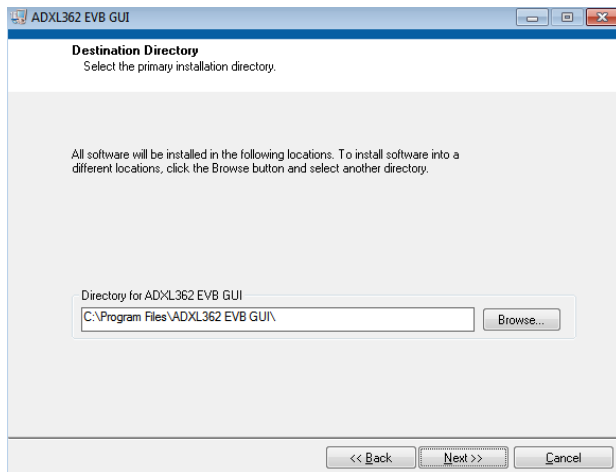 ADXL362 EVB GUI
Destination Directory
Select the primary installation directory.
All software will be installed in the following locations. To install software into a
different locations, click the Browse button and select another directory.
Directory for ADXL362 EVB GUI
C:\Program Files\ADXL362 EVB GUI\
Browse...
<< Back
Next >>
Cancel